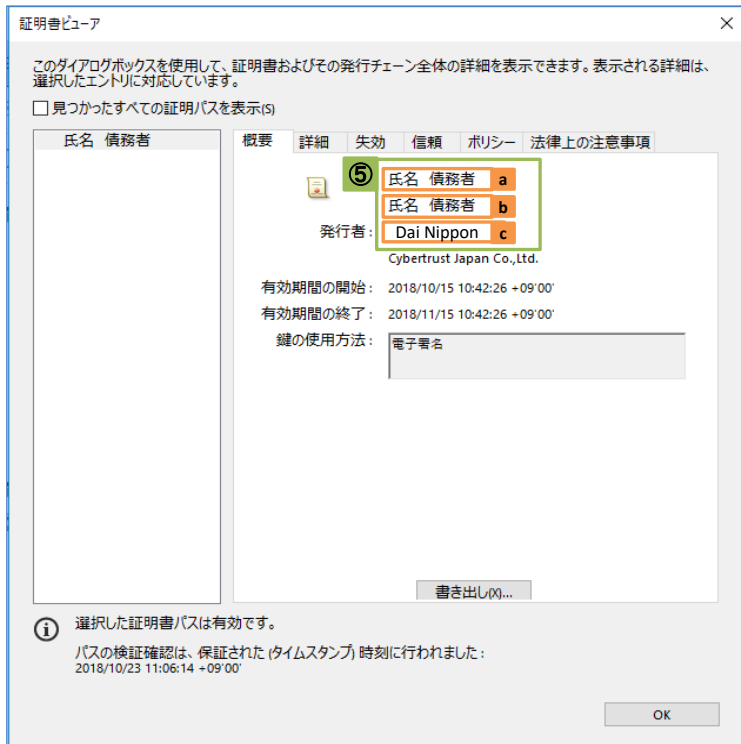 証明書ビューア
このダイアログボックスを使用して、証明書およびその発行チェーン全体の詳細を表示できます。表示される詳細は、
選択したエントリに対応しています。
見つかったすべての証明パスを表示(S)
氏名 債務者
概要 詳細 失効 信頼 ポリシー 法律上の注意事項
⑤
氏名 債務者 a
氏名 債務者 b
発行者: Dai Nippon c
Cybertrust Japan Co.,Ltd.
有効期間の開始: 2018/10/15 10:42:26 +09'00'
有効期間の終了: 2018/11/15 10:42:26 +09'00'
鍵の使用方法: 電子署名
書き出し(X)...
選択した証明書パスは有効です。
パスの検証確認は、保証された (タイムスタンプ) 時刻に行われました:
2018/10/23 11:06:14 +09'00'
OK